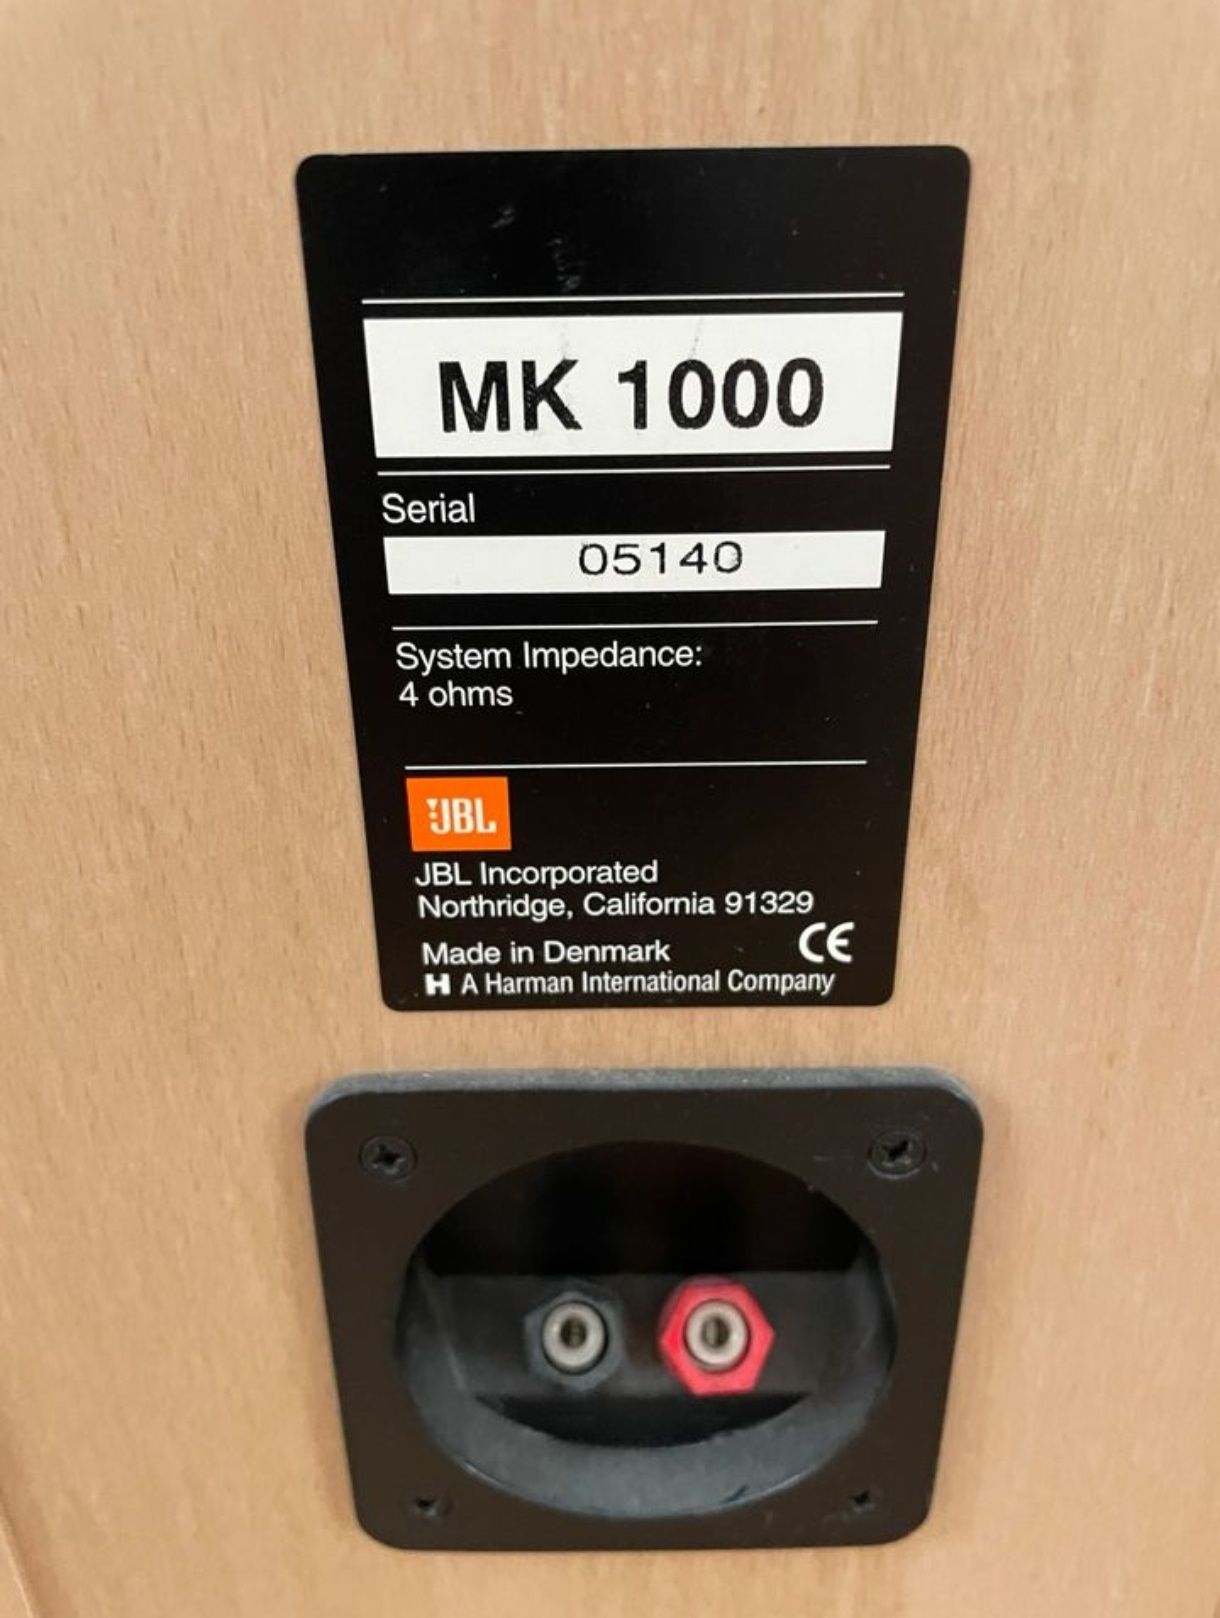 MK 1000
Serial
05140
System Impedance:
4 ohms
JBL
JBL Incorporated
Northridge, California 91329
Made in Denmark CE
H A Harman International Company